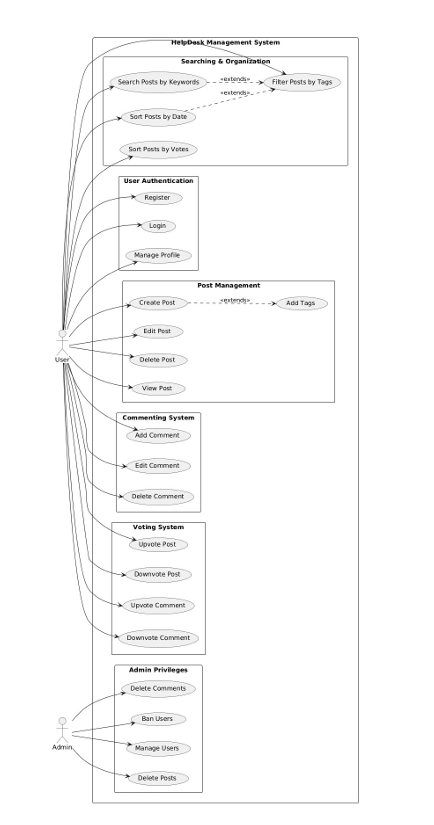 HelpDesk Management System
Searching & Organization
Search Posts by Keywords
«extends»
Filter Posts by Tags
«extends»
Sort Posts by Date
Sort Posts by Votes
User Authentication
Register
Login
Manage Profile
Post Management
Create Post
«extends»
Add Tags
Edit Post
Delete Post
View Post
User
Commenting System
Add Comment
Edit Comment
Delete Comment
Voting System
Upvote Post
Downvote Post
Upvote Comment
Downvote Comment
Admin Privileges
Delete Comments
Ban Users
Manage Users
Delete Posts
Admin